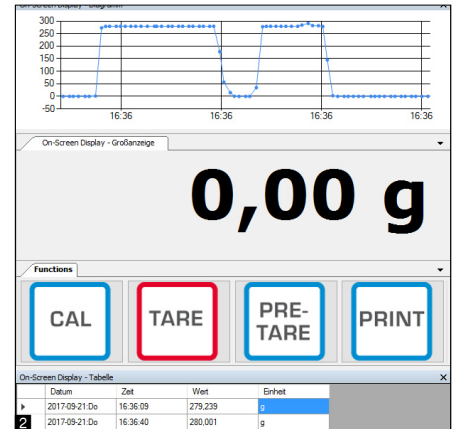 On-Screen Display - Diagramm
300
250
200
150
100
50
0
-50
16:36 16:36 16:36 16:36
On-Screen Display - Großanzeige
0,00 g
Functions
CAL TARE PRE-TARE PRINT
On-Screen Display - Tabelle
Datum Zeit Wert Einheit
2017-09-21:Do 16:36:09 279,239 g
2 2017-09-21:Do 16:36:40 280,001 g